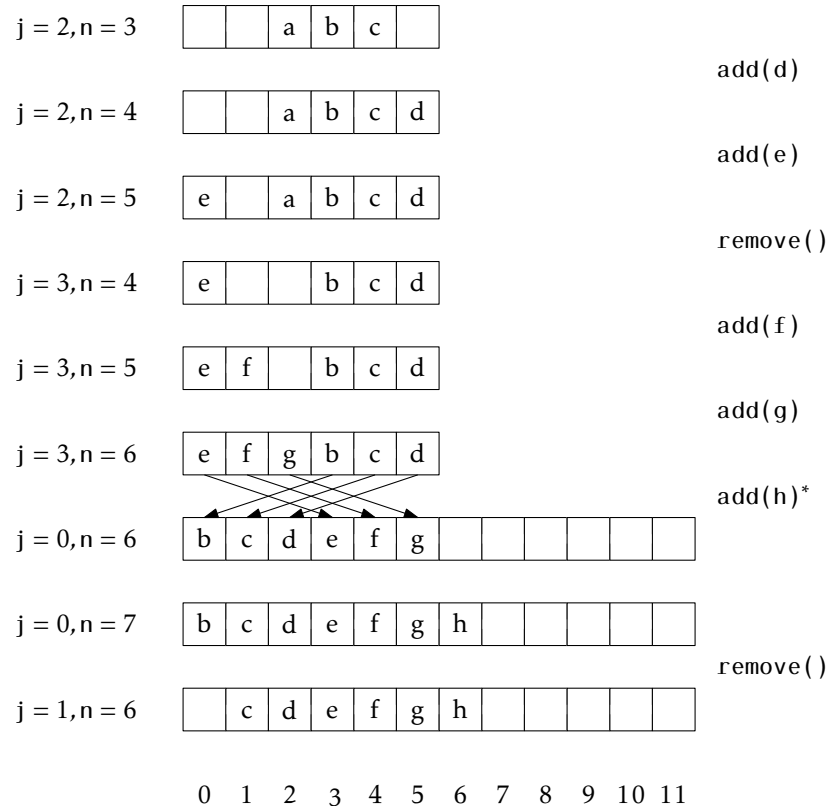 j = 2, n = 3 a b c
add(d)
j = 2, n = 4 a b c d
add(e)
j = 2, n = 5 e a b c d
remove()
j = 3, n = 4 e b c d
add(f)
j = 3, n = 5 e f b c d
add(g)
j = 3, n = 6 e f g b c d
add(h)*
j = 0, n = 6 b c d e f g
j = 0, n = 7 b c d e f g h
remove()
j = 1, n = 6 c d e f g h
0 1 2 3 4 5 6 7 8 9 10 11